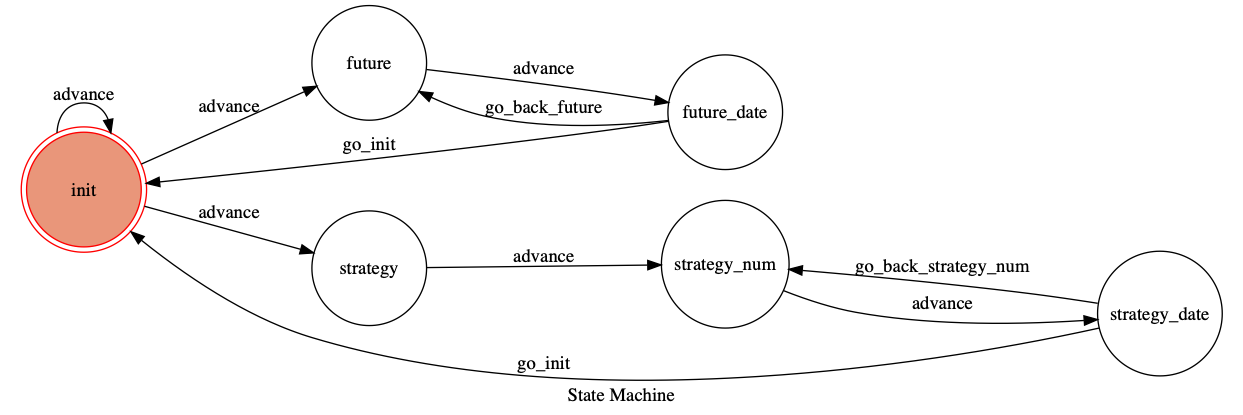 advance
init
advance
future
advance
go_back_future
future_date
go_init
advance
strategy
advance
strategy_num
go_back_strategy_num
advance
strategy_date
go_init
State Machine